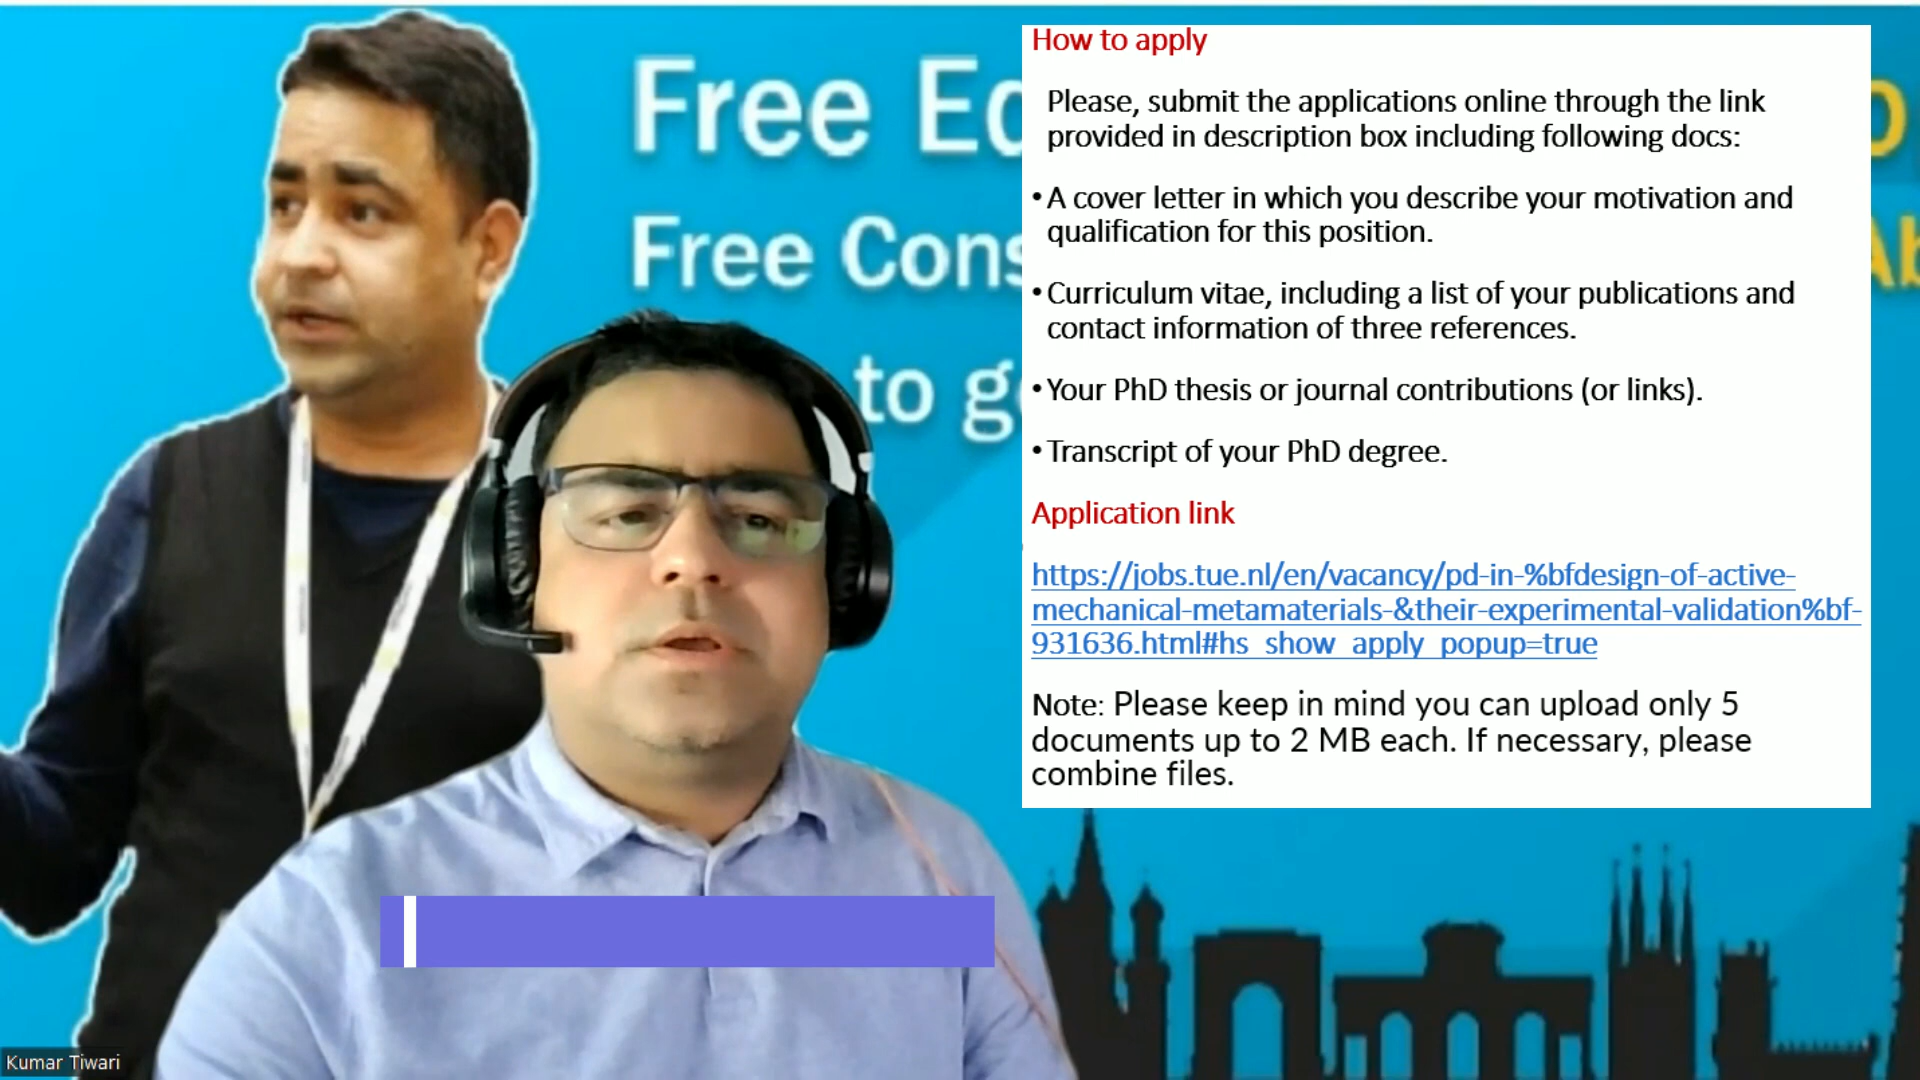 Free
Free Cons
to g
How to apply
Please, submit the applications online through the link
provided in description box including following docs:
• A cover letter in which you describe your motivation and
qualification for this position.
• Curriculum vitae, including a list of your publications and
contact information of three references.
• Your PhD thesis or journal contributions (or links).
• Transcript of your PhD degree.
Application link
https://jobs.tue.nl/en/vacancy/pd-in-%bfdesign-of-active-
mechanical-metamaterials-&their-experimental-validation%bf-
931636.html#hs_show_apply_popup=true
Note: Please keep in mind you can upload only 5
documents up to 2 MB each. If necessary, please
combine files.
Ab
Kumar Tiwari